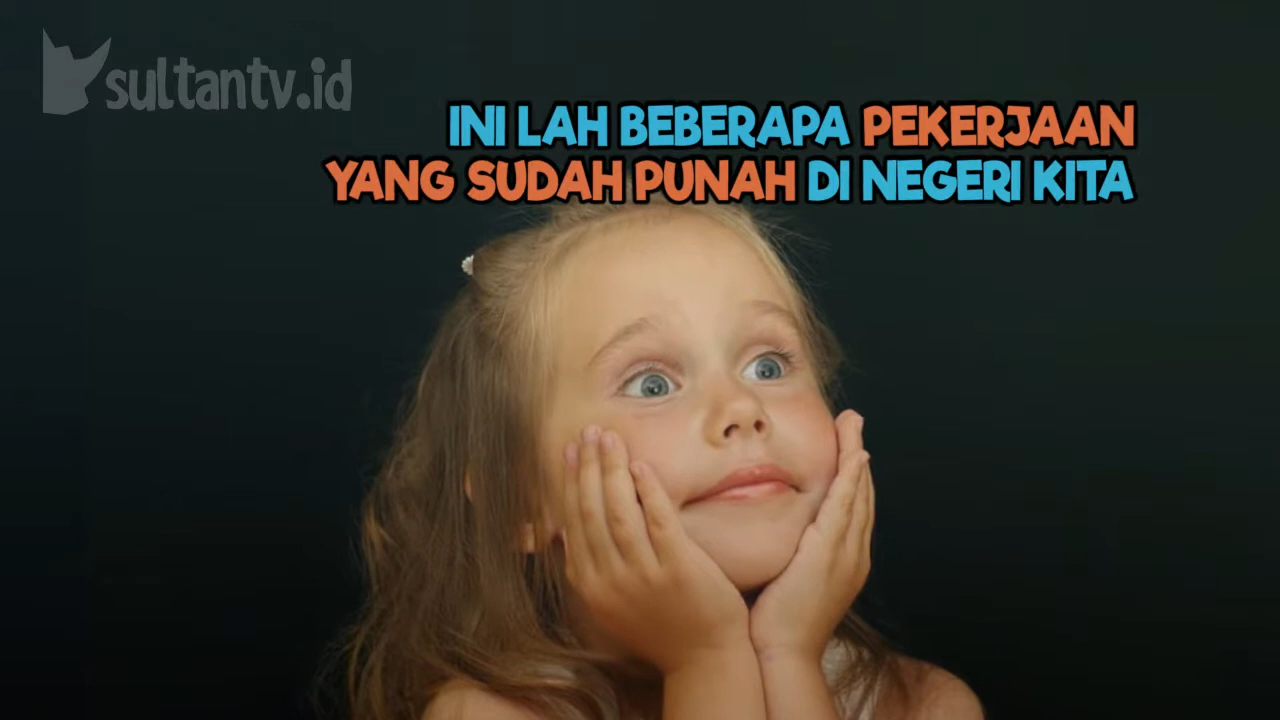 sultantv.id
INI LAH BEBERAPA PEKERJAAN
YANG SUDAH PUNAH DI NEGERI KITA